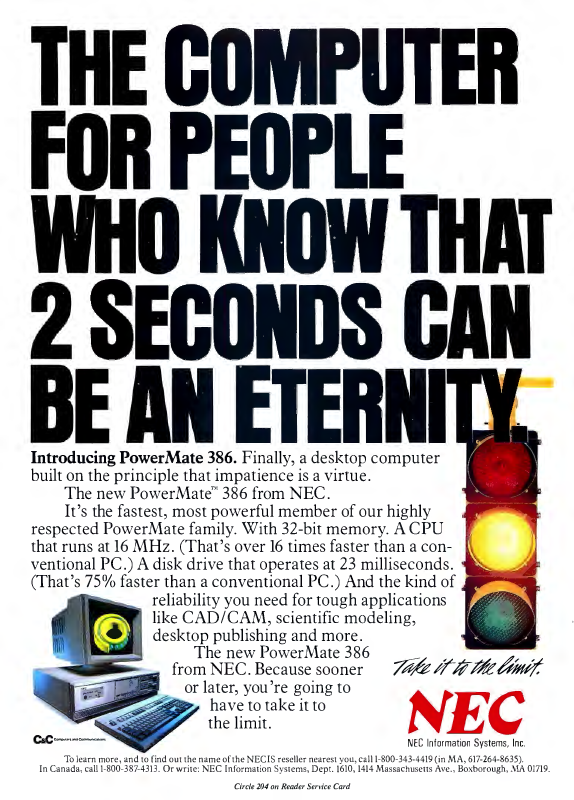 THE COMPUTER
FOR PEOPLE
WHO KNOW THAT
2 SECONDS CAN
BE AN ETERNITY.
Introducing PowerMate 386. Finally, a desktop computer
built on the principle that impatience is a virtue.
The new PowerMate™ 386 from NEC.
It's the fastest, most powerful member of our highly
respected PowerMate family. With 32-bit memory. A CPU
that runs at 16 MHz. (That's over 16 times faster than a con-
ventional PC.) A disk drive that operates at 23 milliseconds.
(That's 75% faster than a conventional PC.) And the kind of
reliability you need for tough applications
like CAD/CAM, scientific modeling,
desktop publishing and more.
The new PowerMate 386
from NEC. Because sooner
or later, you're going to
have to take it to
the limit.
Take it to the limit.
NEC
NEC Information Systems, Inc.
C&C Computers and Communications
To learn more, and to find out the name of the NECIS reseller nearest you, call 1-800-343-4419 (in MA, 617-264-8635).
In Canada, call 1-800-387-4313. Or write: NEC Information Systems, Dept. 1610, 1414 Massachusetts Ave., Boxborough, MA 01719.
Circle 204 on Reader Service Card